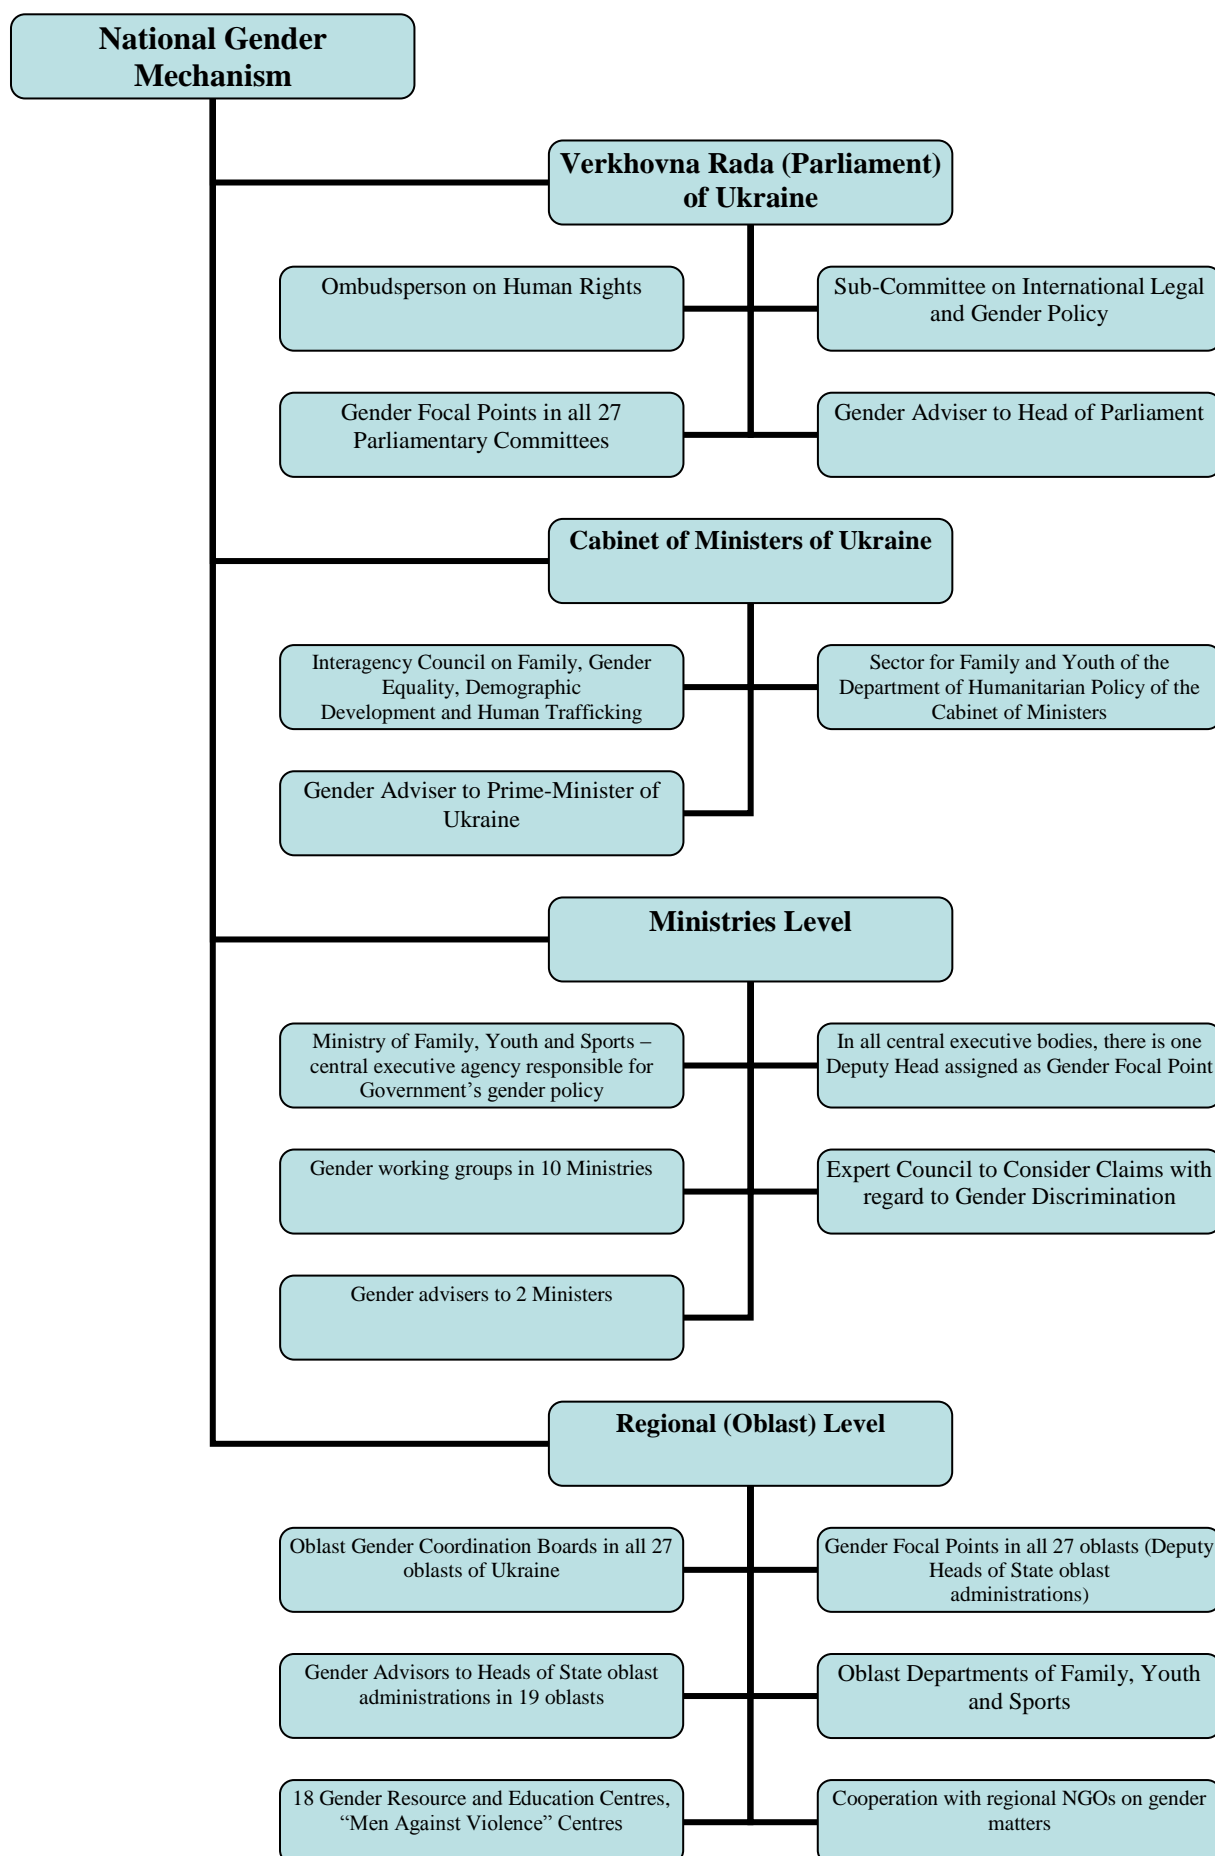 National Gender
Mechanism
Verkhovna Rada (Parliament)
of Ukraine
Ombudsperson on Human Rights
Sub-Committee on International Legal
and Gender Policy
Gender Focal Points in all 27
Parliamentary Committees
Gender Adviser to Head of Parliament
Cabinet of Ministers of Ukraine
Interagency Council on Family, Gender
Equality, Demographic
Development and Human Trafficking
Sector for Family and Youth of the
Department of Humanitarian Policy of the
Cabinet of Ministers
Gender Adviser to Prime-Minister of
Ukraine
Ministries Level
Ministry of Family, Youth and Sports –
central executive agency responsible for
Government’s gender policy
In all central executive bodies, there is one
Deputy Head assigned as Gender Focal Point
Gender working groups in 10 Ministries
Expert Council to Consider Claims with
regard to Gender Discrimination
Gender advisers to 2 Ministers
Regional (Oblast) Level
Oblast Gender Coordination Boards in all 27
oblasts of Ukraine
Gender Focal Points in all 27 oblasts (Deputy
Heads of State oblast
administrations)
Gender Advisors to Heads of State oblast
administrations in 19 oblasts
Oblast Departments of Family, Youth
and Sports
18 Gender Resource and Education Centres,
“Men Against Violence” Centres
Cooperation with regional NGOs on gender
matters